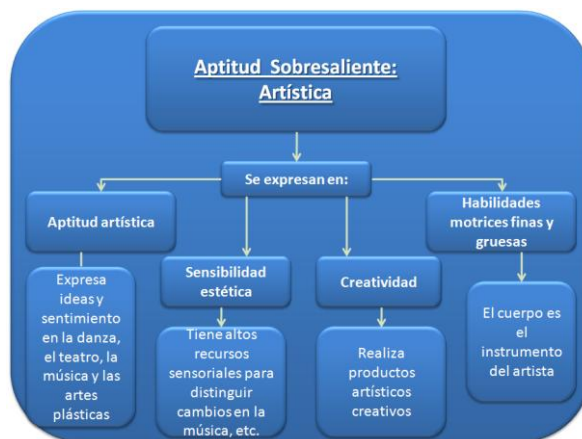 Aptitud Sobresaliente:
Artística
Se expresan en:
Aptitud artística
Expresa
ideas y
sentimiento
en la danza,
el teatro, la
música y las
artes
plásticas
Sensibilidad
estética
Tiene altos
recursos
sensoriales para
distinguir
cambios en la
música, etc.
Creatividad
Realiza
productos
artísticos
creativos
Habilidades
motrices finas y
gruesas
El cuerpo es
el
instrumento
del artista